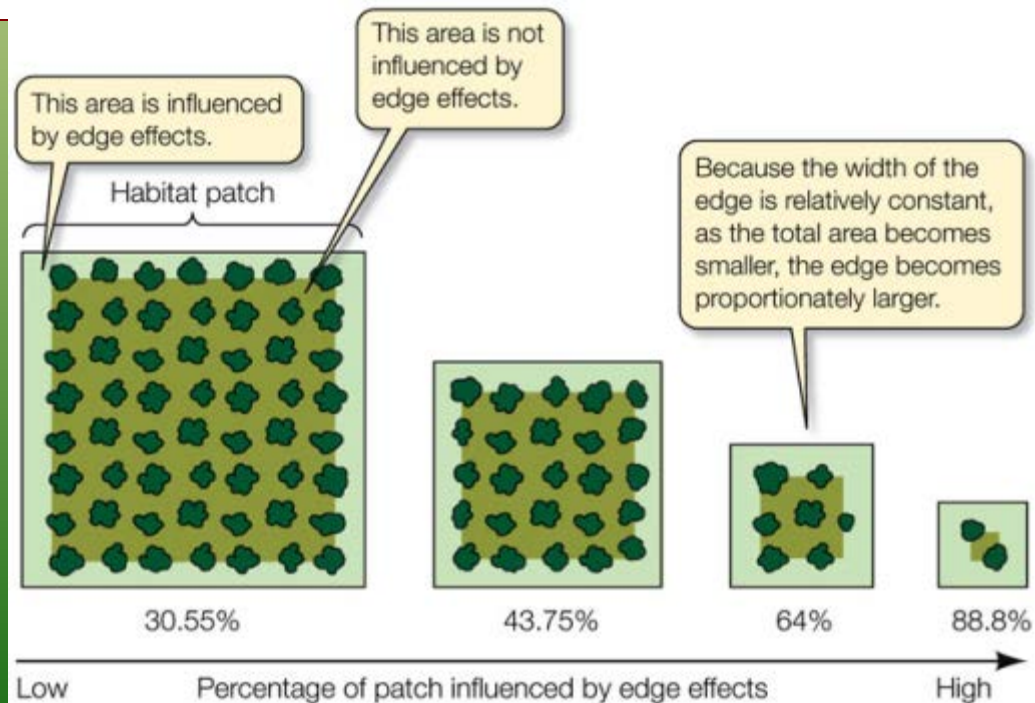 This area is not
influenced by
edge effects.
This area is influenced
by edge effects.
Habitat patch
Because the width of the
edge is relatively constant,
as the total area becomes
smaller, the edge becomes
proportionately larger.
30.55%
43.75%
64%
88.8%
Low
Percentage of patch influenced by edge effects
High